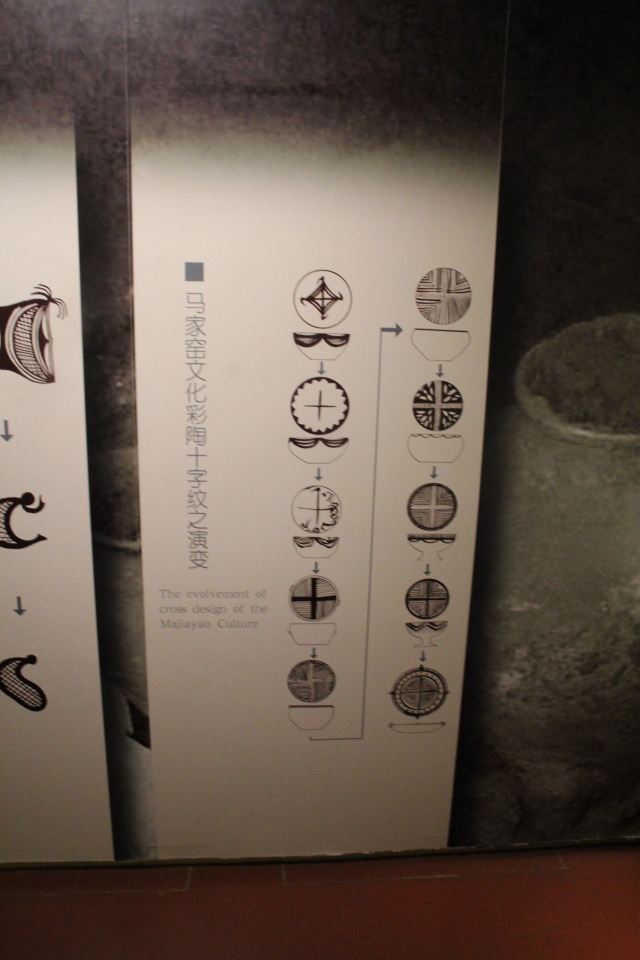 马家窑文化彩陶十字纹之演变
The evolvement of
cross design of the
Majiayao Culture